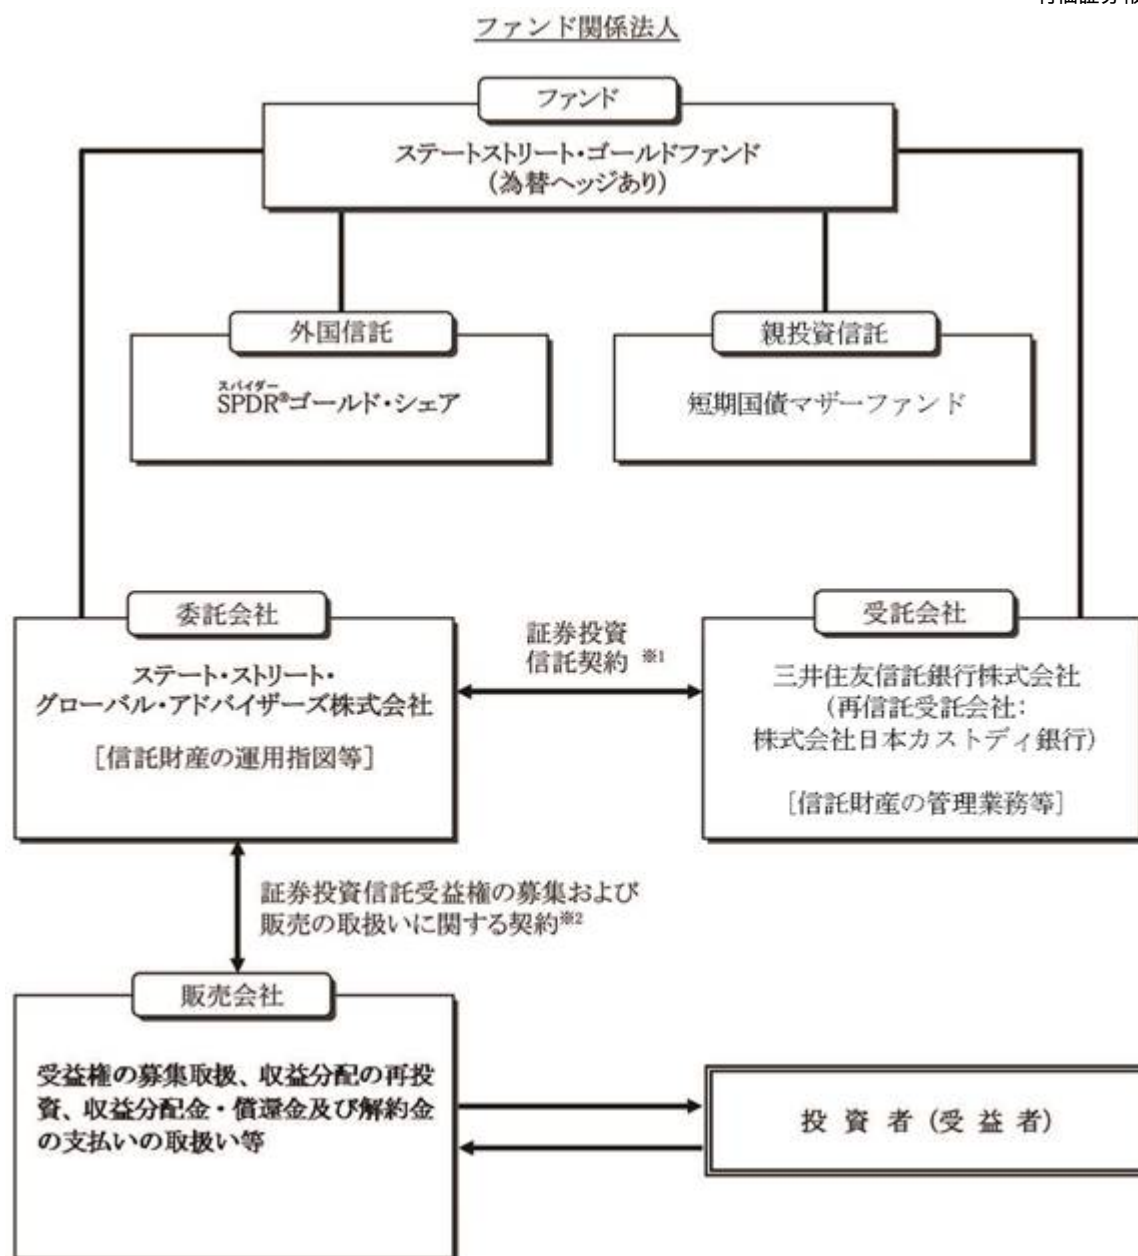 ファンド関係法人
ファンド
ステートストリート・ゴールドファンド
(為替ヘッジあり)
外国信託
スパイダー
SPDR®ゴールド・シェア
親投資信託
短期国債マザーファンド
委託会社
ステート・ストリート・
グローバル・アドバイザーズ株式会社
[信託財産の運用指図等]
証券投資
信託契約 ※1
受託会社
三井住友信託銀行株式会社
(再信託受託会社:
株式会社日本カストディ銀行)
[信託財産の管理業務等]
証券投資信託受益権の募集および
販売の取扱いに関する契約※2
販売会社
受益権の募集取扱、収益分配の再投
資、収益分配金・償還金及び解約金
の支払いの取扱い等
投資者(受益者)